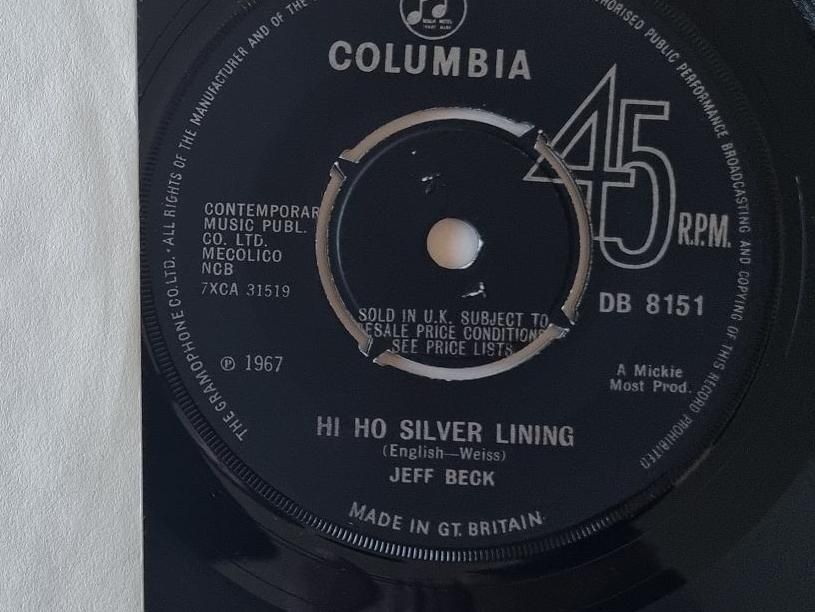 COLUMBIA
45
R.P.M.
CONTEMPORAR
MUSIC PUBL.
CO. LTD.
MECOLICO
NCB
7XCA 31519
SOLD IN U.K. SUBJECT TO
RESALE PRICE CONDITIONS
SEE PRICE LISTS
DB 8151
℗ 1967
A Mickie
Most Prod.
HI HO SILVER LINING
(English—Weiss)
JEFF BECK
MADE IN GT. BRITAIN
THE GRAMOPHONE CO. LTD. · ALL RIGHTS OF THE MANUFACTURER AND OF THE
PUBLIC PERFORMANCE BROADCASTING AND COPYING OF THIS RECORD PROHIBITED